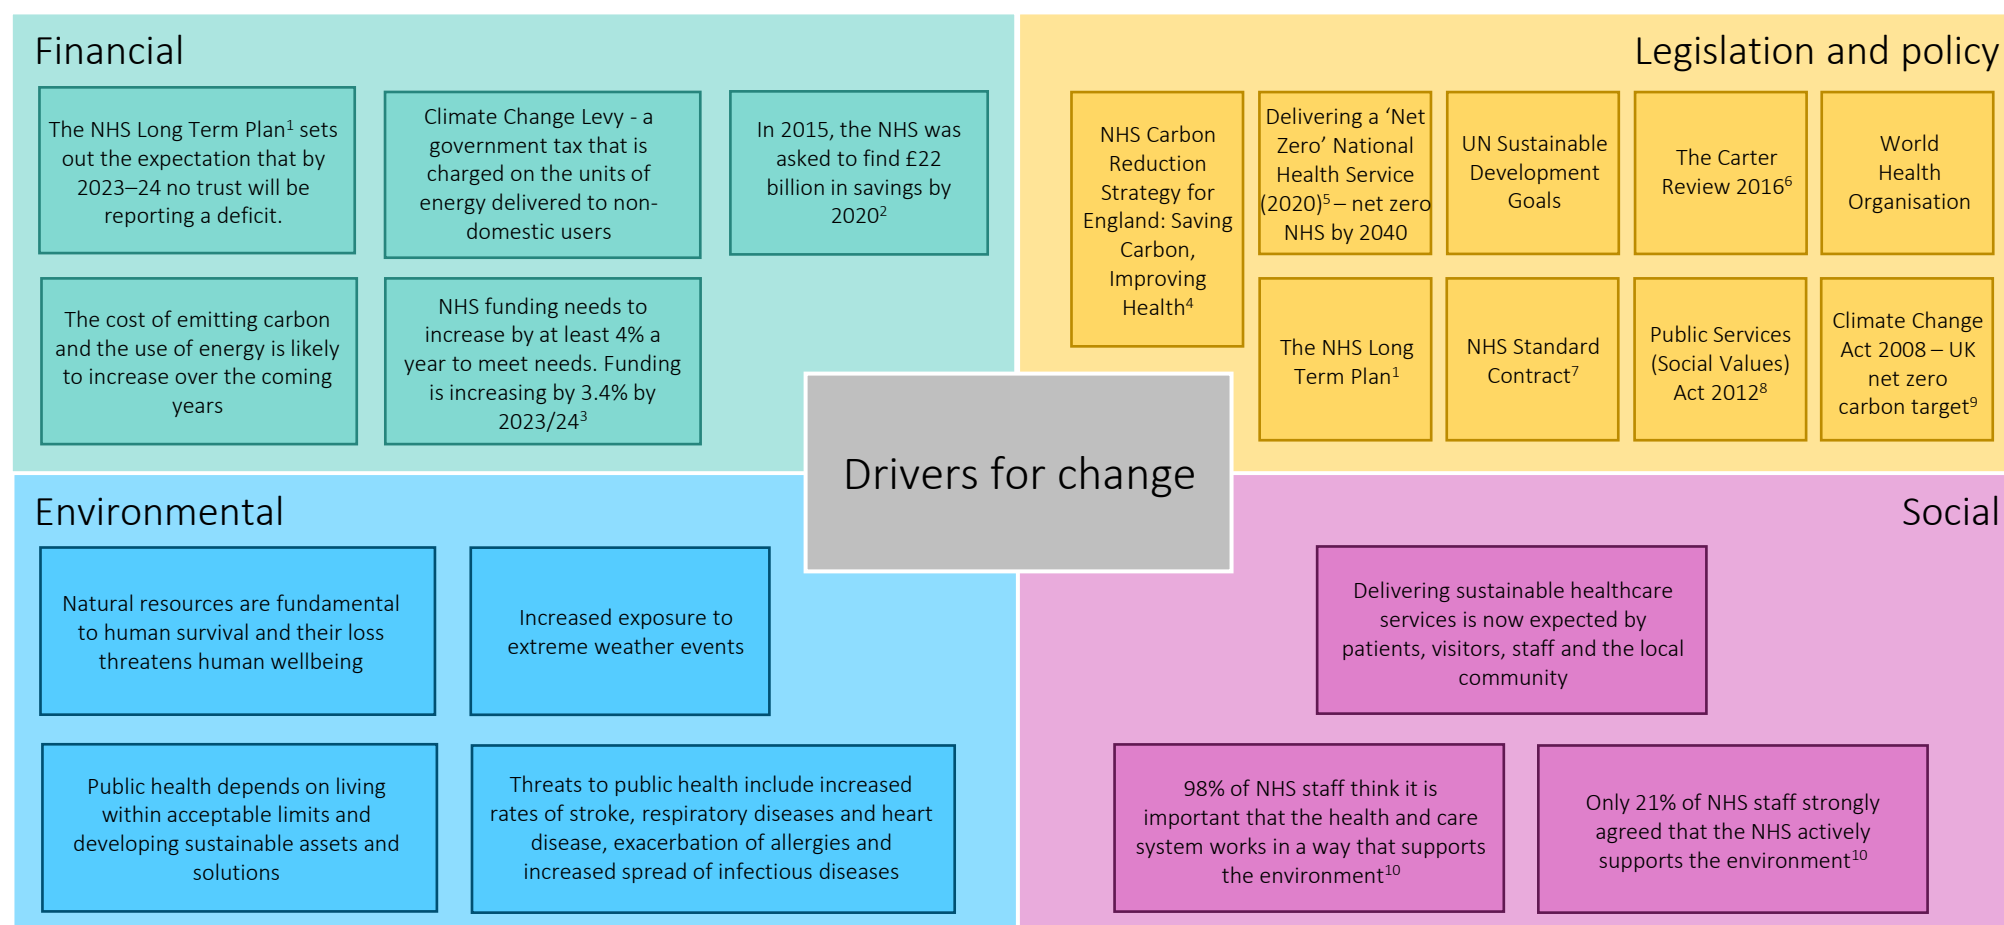 Financial
The NHS Long Term Plan¹ sets
out the expectation that by
2023–24 no trust will be
reporting a deficit.
Climate Change Levy - a
government tax that is
charged on the units of
energy delivered to non-
domestic users
In 2015, the NHS was
asked to find £22
billion in savings by
2020²
The cost of emitting carbon
and the use of energy is likely
to increase over the coming
years
NHS funding needs to
increase by at least 4% a
year to meet needs. Funding
is increasing by 3.4% by
2023/24³
Legislation and policy
NHS Carbon
Reduction
Strategy for
England: Saving
Carbon,
Improving
Health⁴
Delivering a ‘Net
Zero’ National
Health Service
(2020)⁵ – net zero
NHS by 2040
UN Sustainable
Development
Goals
The Carter
Review 2016⁶
World
Health
Organisation
The NHS Long
Term Plan¹
NHS Standard
Contract⁷
Public Services
(Social Values)
Act 2012⁸
Climate Change
Act 2008 – UK
net zero
carbon target⁹
Drivers for change
Environmental
Natural resources are fundamental
to human survival and their loss
threatens human wellbeing
Increased exposure to
extreme weather events
Public health depends on living
within acceptable limits and
developing sustainable assets and
solutions
Threats to public health include increased
rates of stroke, respiratory diseases and heart
disease, exacerbation of allergies and
increased spread of infectious diseases
Social
Delivering sustainable healthcare
services is now expected by
patients, visitors, staff and the local
community
98% of NHS staff think it is
important that the health and care
system works in a way that supports
the environment¹⁰
Only 21% of NHS staff strongly
agreed that the NHS actively
supports the environment¹⁰